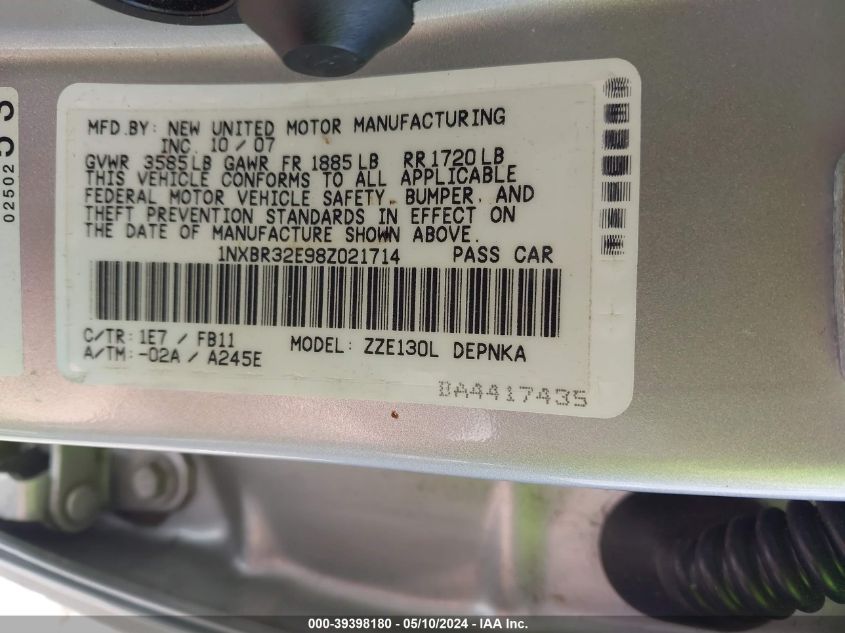 MFD.BY: NEW UNITED MOTOR MANUFACTURING
INC. 10 / 07
GVWR 3585 LB GAWR FR 1885 LB RR 1720 LB
THIS VEHICLE CONFORMS TO ALL APPLICABLE
FEDERAL MOTOR VEHICLE SAFETY, BUMPER, AND
THEFT PREVENTION STANDARDS IN EFFECT ON
THE DATE OF MANUFACTURE SHOWN ABOVE.
1NXBR32E98Z021714 PASS CAR
C/TR: 1E7 / FB11
A/TM: -02A / A245E
MODEL: ZZE130L DEPNKA
BA4417435
02502
000-39398180 - 05/10/2024 - IAA Inc.